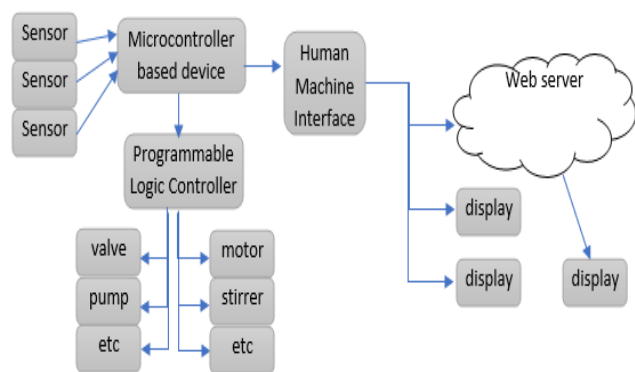 Sensor
Sensor
Sensor
Microcontroller
based device
Human
Machine
Interface
Web server
Programmable
Logic Controller
display
display
display
valve
pump
etc
motor
stirrer
etc